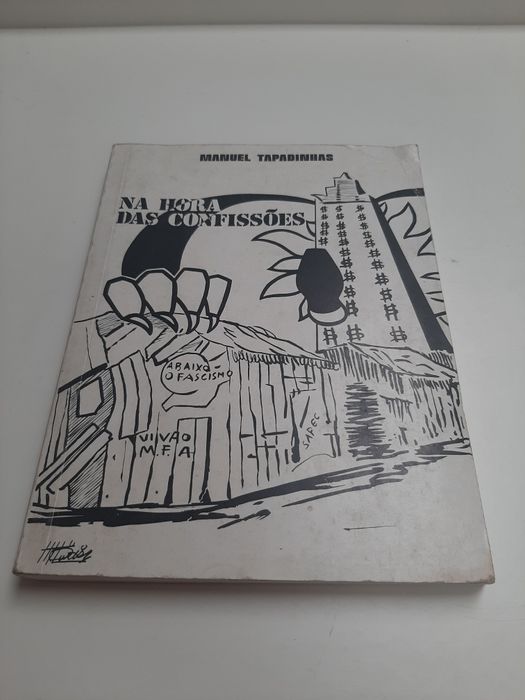 MANUEL TAPADINHAS
NA HORA
DAS CONFISSÕES
ABAIXO
O FASCISMO
VIVA O
M.F.A
SAPEC